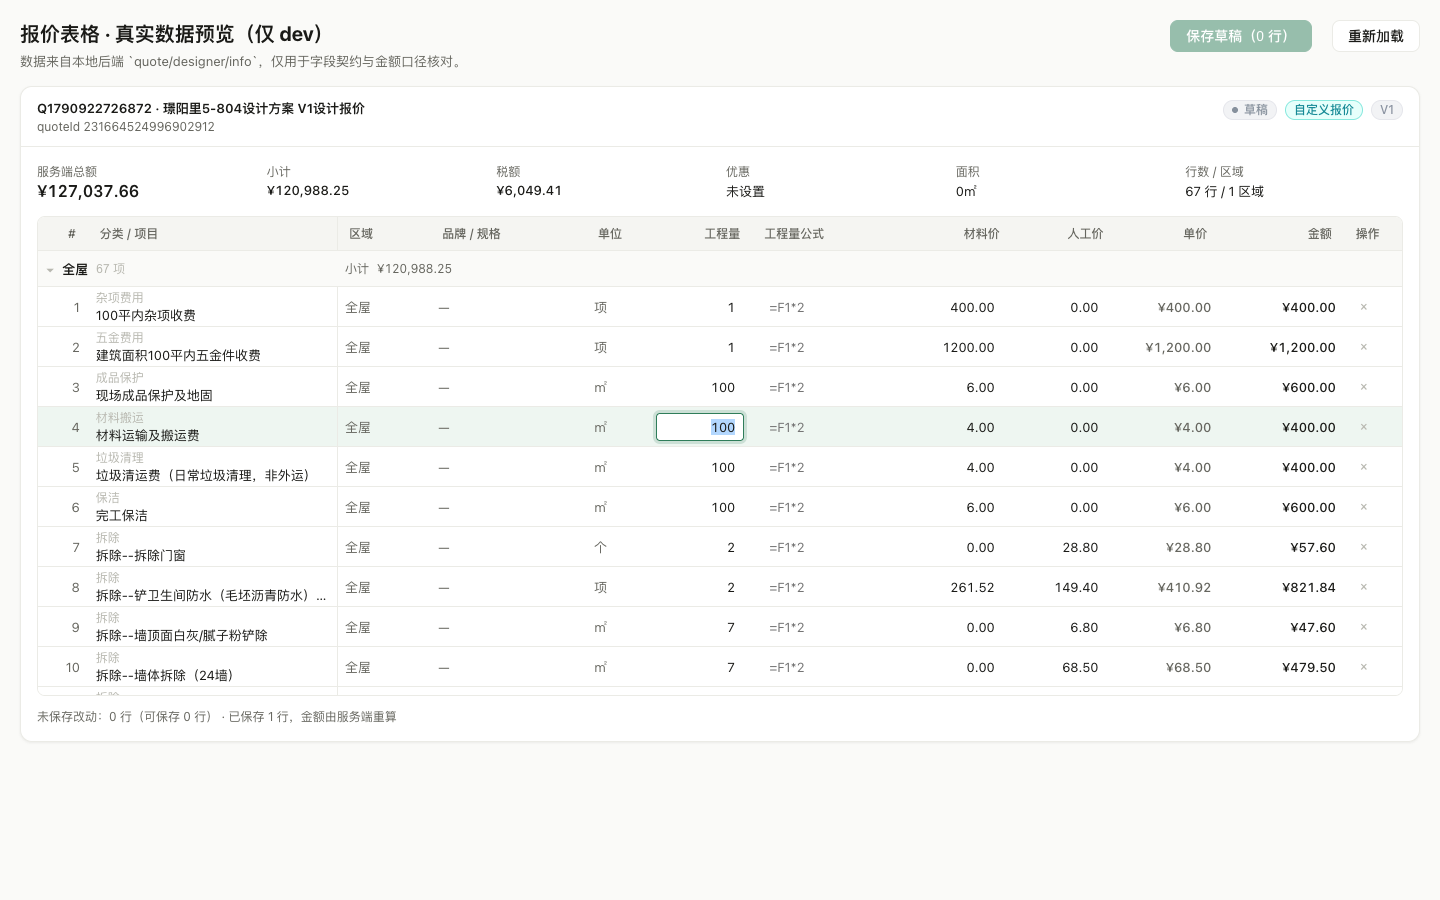 报价表格 · 真实数据预览（仅 dev）
保存草稿（0 行）
重新加载
数据来自本地后端 `quote/designer/info`，仅用于字段契约与金额口径核对。
Q1790922726872 · 璟阳里5-804设计方案 V1设计报价
草稿 自定义报价 V1
quoteId 231664524996902912
服务端总额 小计 税额 优惠 面积 行数 / 区域
¥127,037.66 ¥120,988.25 ¥6,049.41 未设置 0㎡ 67 行 / 1 区域
# 分类 / 项目 区域 品牌 / 规格 单位 工程量 工程量公式 材料价 人工价 单价 金额 操作
全屋 67 项 小计 ¥120,988.25
杂项费用
1 100平内杂项收费 全屋 — 项 1 =F1*2 400.00 0.00 ¥400.00 ¥400.00 ×
五金费用
2 建筑面积100平内五金件收费 全屋 — 项 1 =F1*2 1200.00 0.00 ¥1,200.00 ¥1,200.00 ×
成品保护
3 现场成品保护及地固 全屋 — ㎡ 100 =F1*2 6.00 0.00 ¥6.00 ¥600.00 ×
材料搬运
4 材料运输及搬运费 全屋 — ㎡ 100 =F1*2 4.00 0.00 ¥4.00 ¥400.00 ×
垃圾清理
5 垃圾清运费（日常垃圾清理，非外运） 全屋 — ㎡ 100 =F1*2 4.00 0.00 ¥4.00 ¥400.00 ×
保洁
6 完工保洁 全屋 — ㎡ 100 =F1*2 6.00 0.00 ¥6.00 ¥600.00 ×
拆除
7 拆除--拆除门窗 全屋 — 个 2 =F1*2 0.00 28.80 ¥28.80 ¥57.60 ×
拆除
8 拆除--铲卫生间防水（毛坯沥青防水）... 全屋 — 项 2 =F1*2 261.52 149.40 ¥410.92 ¥821.84 ×
拆除
9 拆除--墙顶面白灰/腻子粉铲除 全屋 — ㎡ 7 =F1*2 0.00 6.80 ¥6.80 ¥47.60 ×
拆除
10 拆除--墙体拆除（24墙） 全屋 — ㎡ 7 =F1*2 0.00 68.50 ¥68.50 ¥479.50 ×
未保存改动：0 行（可保存 0 行） · 已保存 1 行，金额由服务端重算